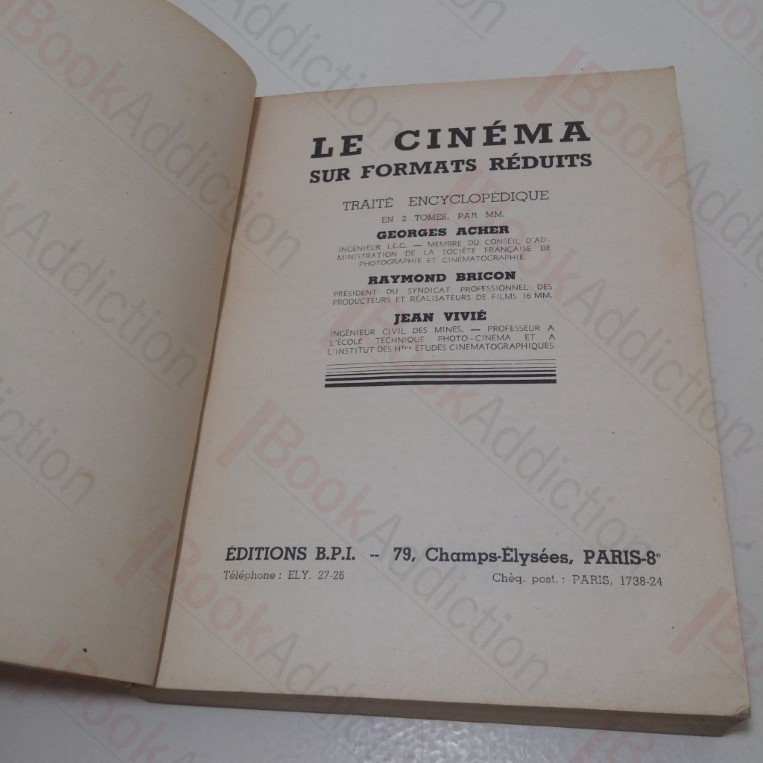 LE CINÉMA
SUR FORMATS RÉDUITS
TRAITÉ ENCYCLOPÉDIQUE
EN 2 TOMES, PAR MM.
GEORGES ACHER
INGÉNIEUR I.E.G. — MEMBRE DU CONSEIL D'AD-
MINISTRATION DE LA SOCIÉTÉ FRANÇAISE DE
PHOTOGRAPHIE ET CINÉMATOGRAPHIE.
RAYMOND BRICON
PRÉSIDENT DU SYNDICAT PROFESSIONNEL DES
PRODUCTEURS ET RÉALISATEURS DE FILMS 16 MM.
JEAN VIVIÉ
INGÉNIEUR CIVIL DES MINES. — PROFESSEUR A
L'ÉCOLE TECHNIQUE PHOTO-CINÉMA ET A
L'INSTITUT DES Htes ÉTUDES CINÉMATOGRAPHIQUES.
ÉDITIONS B.P.I. -- 79, Champs-Élysées, PARIS-8e
Téléphone : ELY. 27-26 Chèq. post. : PARIS, 1738-24
BookAddiction